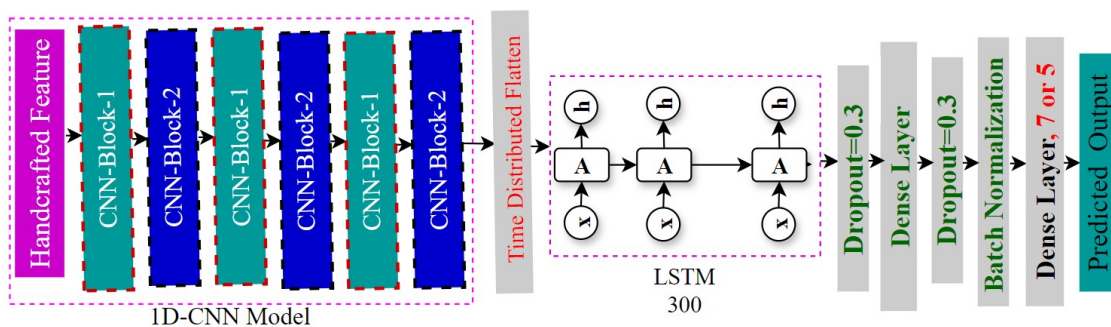 Handcrafted Feature
CNN-Block-1
CNN-Block-2
CNN-Block-1
CNN-Block-2
CNN-Block-1
CNN-Block-2
1D-CNN Model
Time Distributed Flatten
h
h
h
A
A
A
x
x
x
LSTM
300
Dropout=0.3
Dense Layer
Dropout=0.3
Batch Normalization
Dense Layer, 7 or 5
Predicted Output